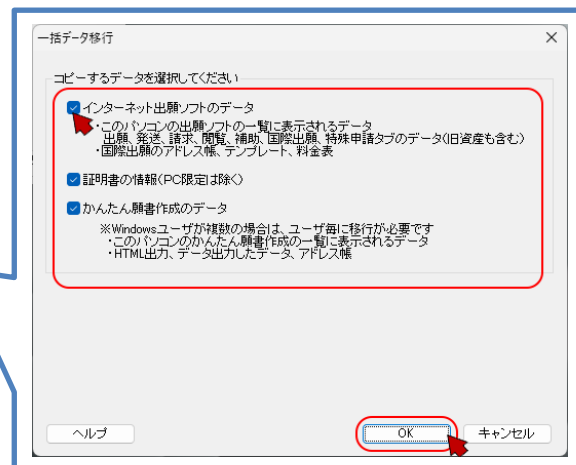 一括データ移行
コピーするデータを選択してください
インターネット出願ソフトのデータ
・このパソコンの出願ソフトの一覧に表示されるデータ
出願、発送、請求、閲覧、補助、国際出願、特殊申請タブのデータ(旧資産も含む)
・国際出願のアドレス帳、テンプレート、料金表
証明書の情報(PC限定は除く)
かんたん願書作成のデータ
※Windowsユーザが複数の場合は、ユーザ毎に移行が必要です
・このパソコンのかんたん願書作成の一覧に表示されるデータ
・HTML出力、データ出力したデータ、アドレス帳
ヘルプ OK キャンセル